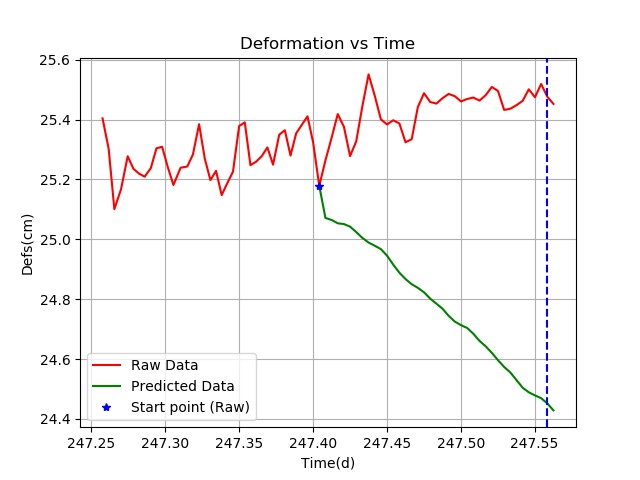 Deformation vs Time
25.6
25.4
25.2
25.0
24.8
24.6
24.4
Defs(cm)
Raw Data
Predicted Data
Start point (Raw)
247.25 247.30 247.35 247.40 247.45 247.50 247.55
Time(d)